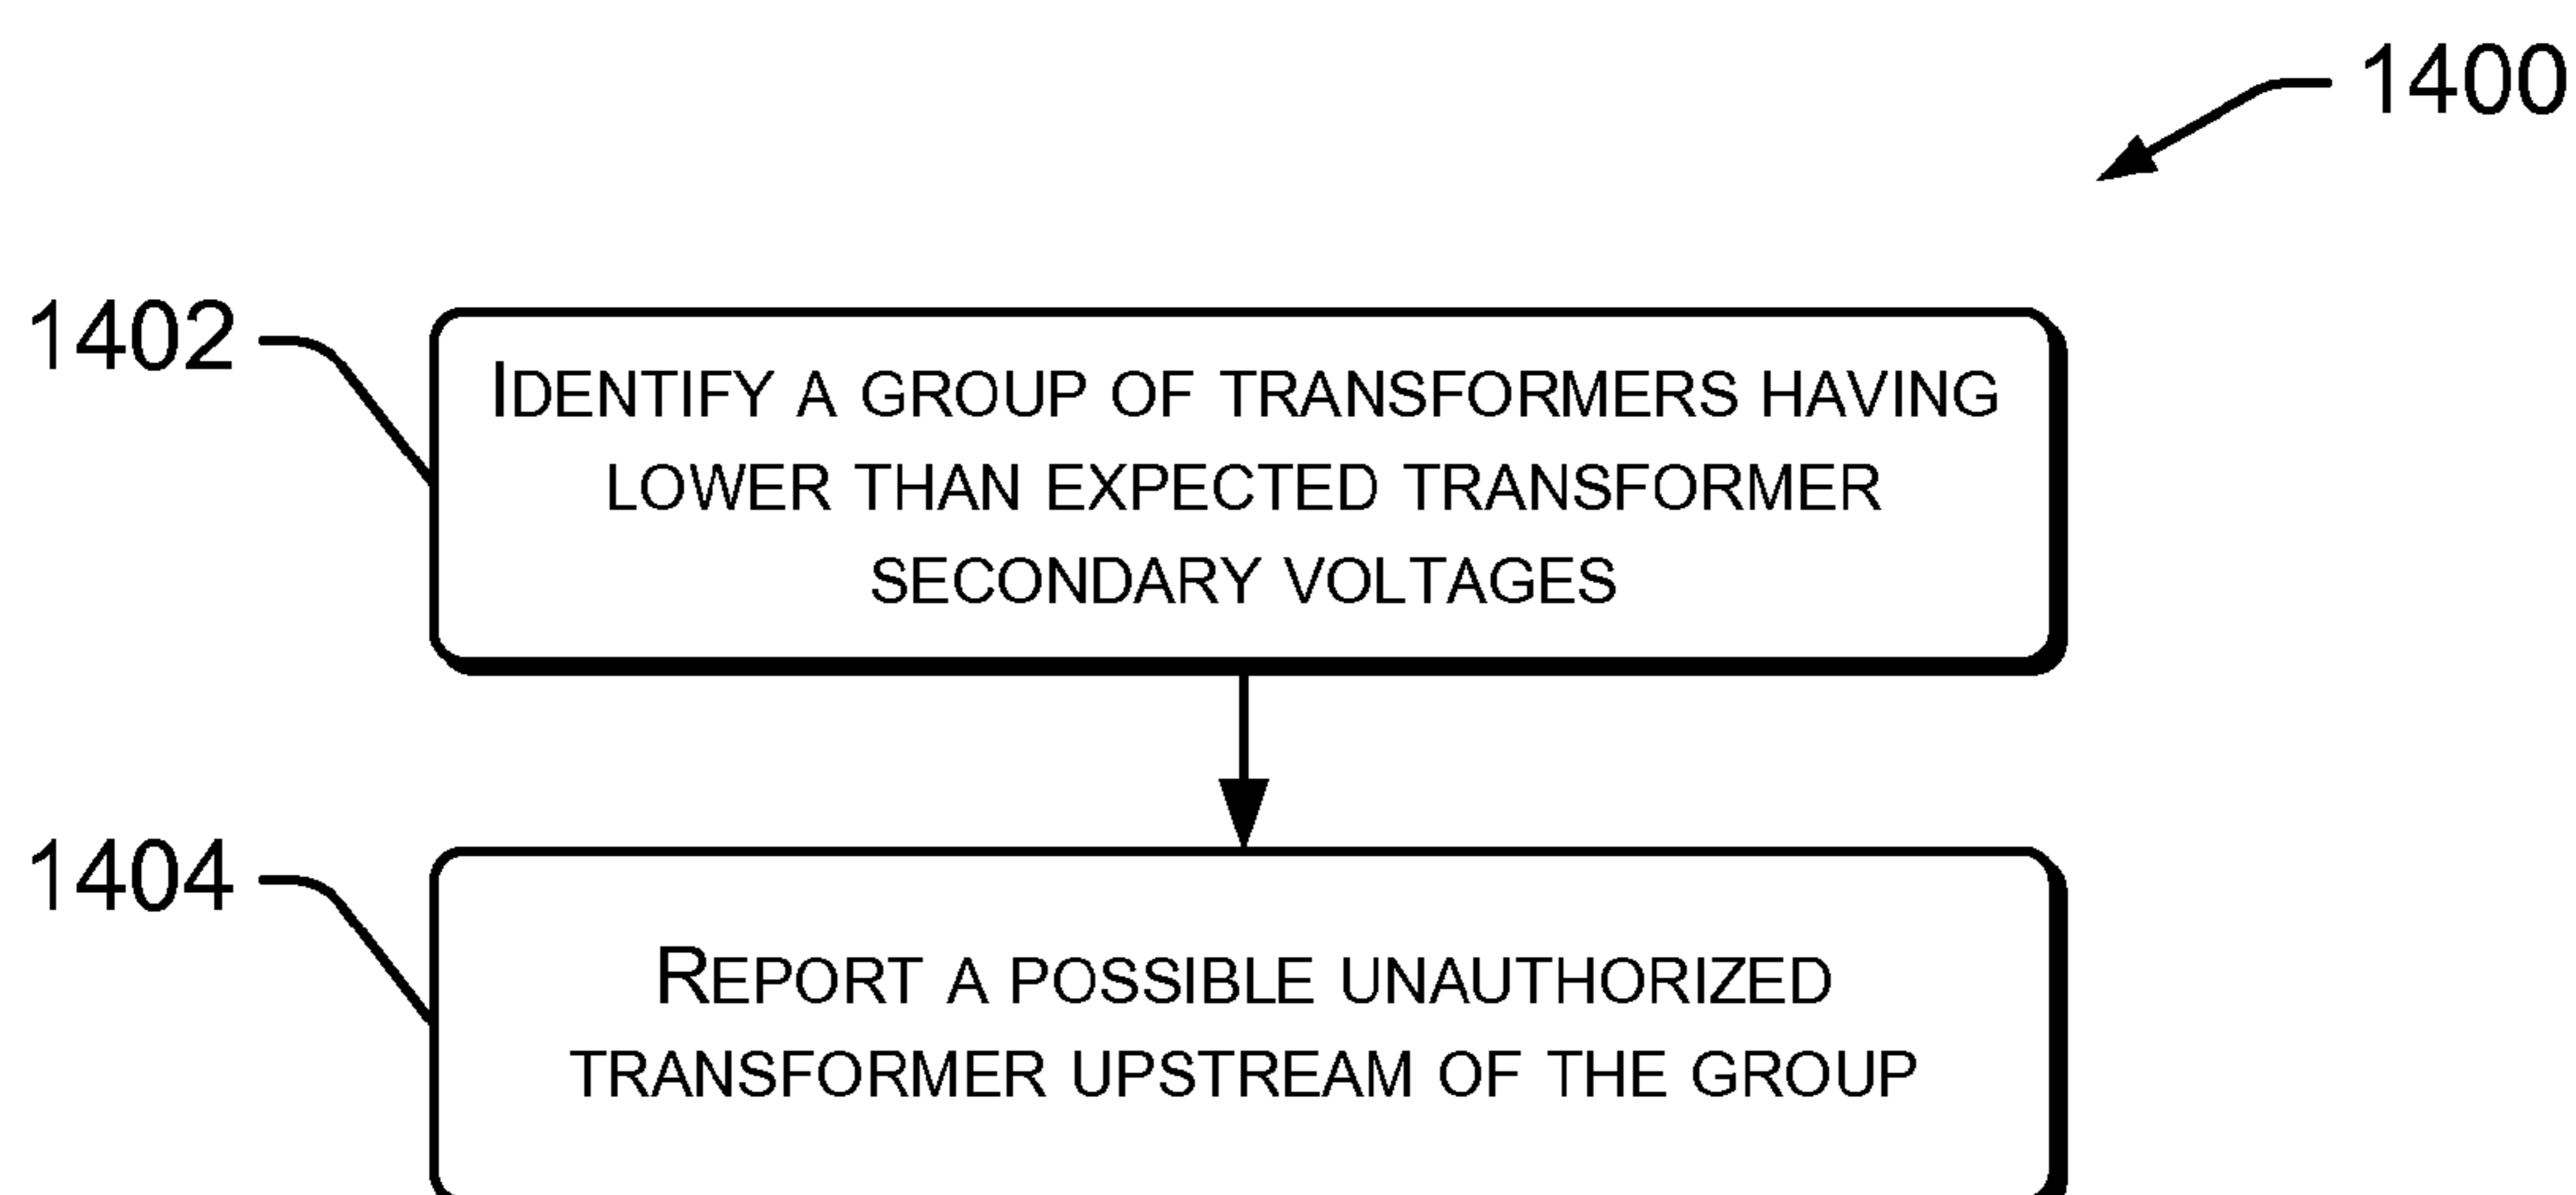 1400
1402
IDENTIFY A GROUP OF TRANSFORMERS HAVING
LOWER THAN EXPECTED TRANSFORMER
SECONDARY VOLTAGES
1404
REPORT A POSSIBLE UNAUTHORIZED
TRANSFORMER UPSTREAM OF THE GROUP